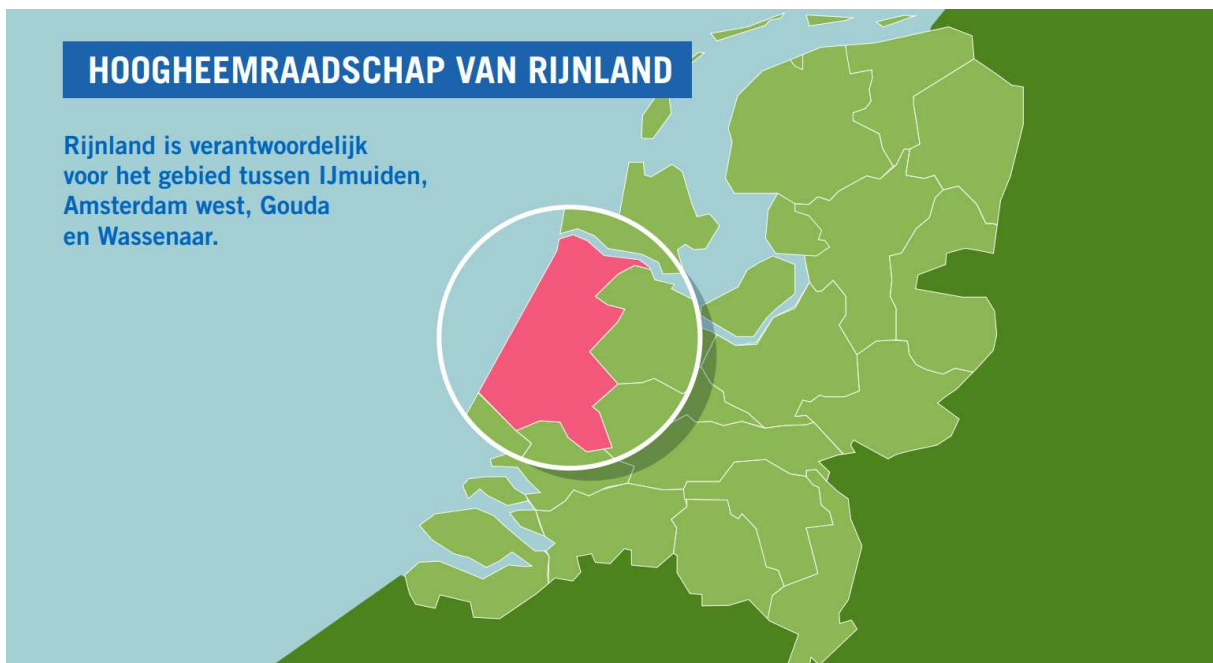 HOOGHEEMRAADSCHAP VAN RIJNLAND
Rijnland is verantwoordelijk
voor het gebied tussen IJmuiden,
Amsterdam west, Gouda
en Wassenaar.